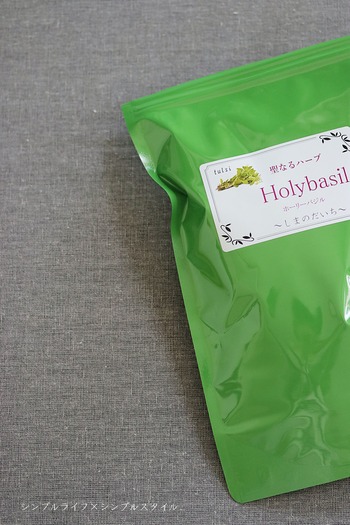 tulsi
聖なるハーブ
Holybasil
ホーリーバジル
～しまのだいち～
シンプルライフ×シンプルスタイル